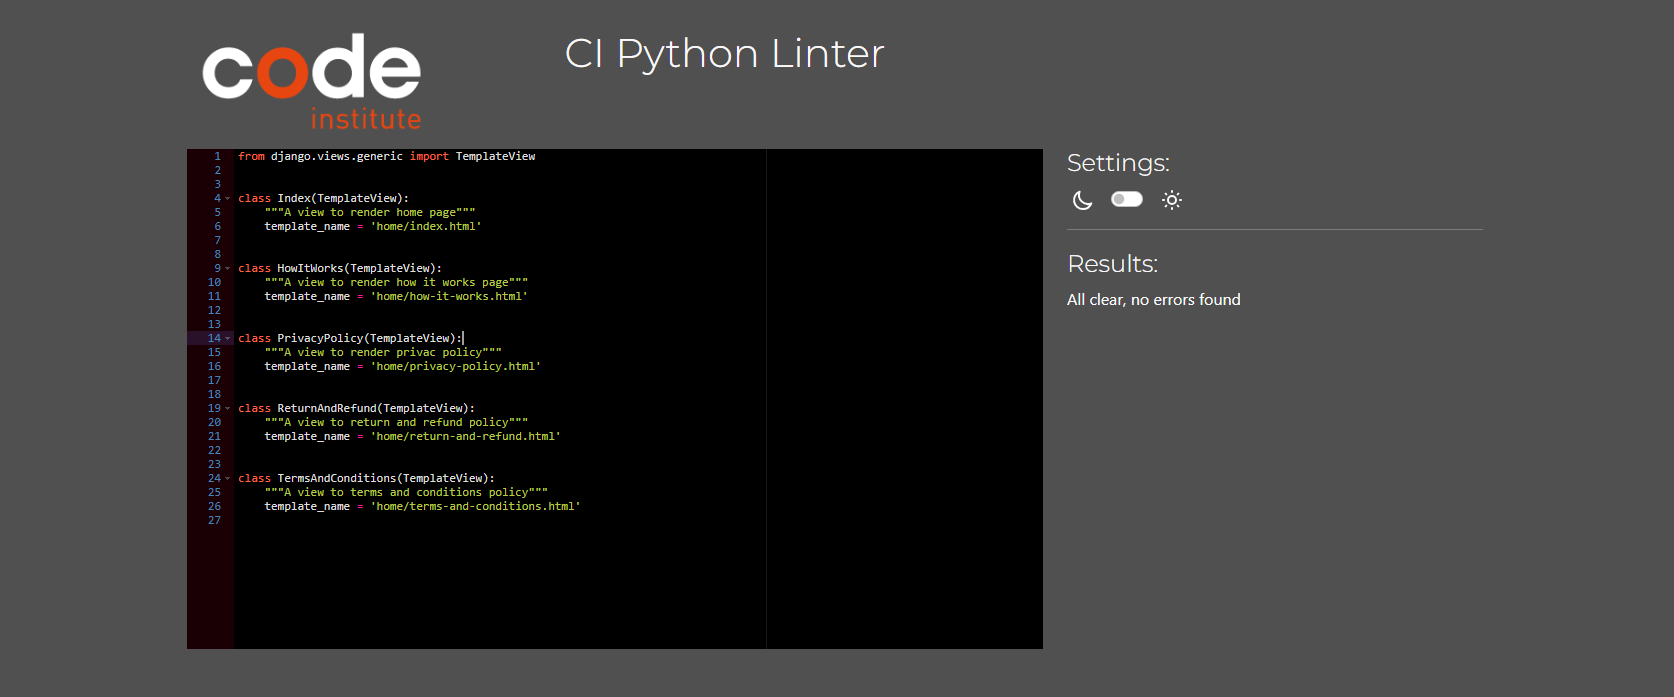 code
institute
CI Python Linter
1 from django.views.generic import TemplateView
2
3
4 class Index(TemplateView):
5     """A view to render home page"""
6     template_name = 'home/index.html'
7
8
9 class HowItWorks(TemplateView):
10     """A view to render how it works page"""
11     template_name = 'home/how-it-works.html'
12
13
14 class PrivacyPolicy(TemplateView):
15     """A view to render privac policy"""
16     template_name = 'home/privacy-policy.html'
17
18
19 class ReturnAndRefund(TemplateView):
20     """A view to return and refund policy"""
21     template_name = 'home/return-and-refund.html'
22
23
24 class TermsAndConditions(TemplateView):
25     """A view to terms and conditions policy"""
26     template_name = 'home/terms-and-conditions.html'
27
Settings:
Results:
All clear, no errors found